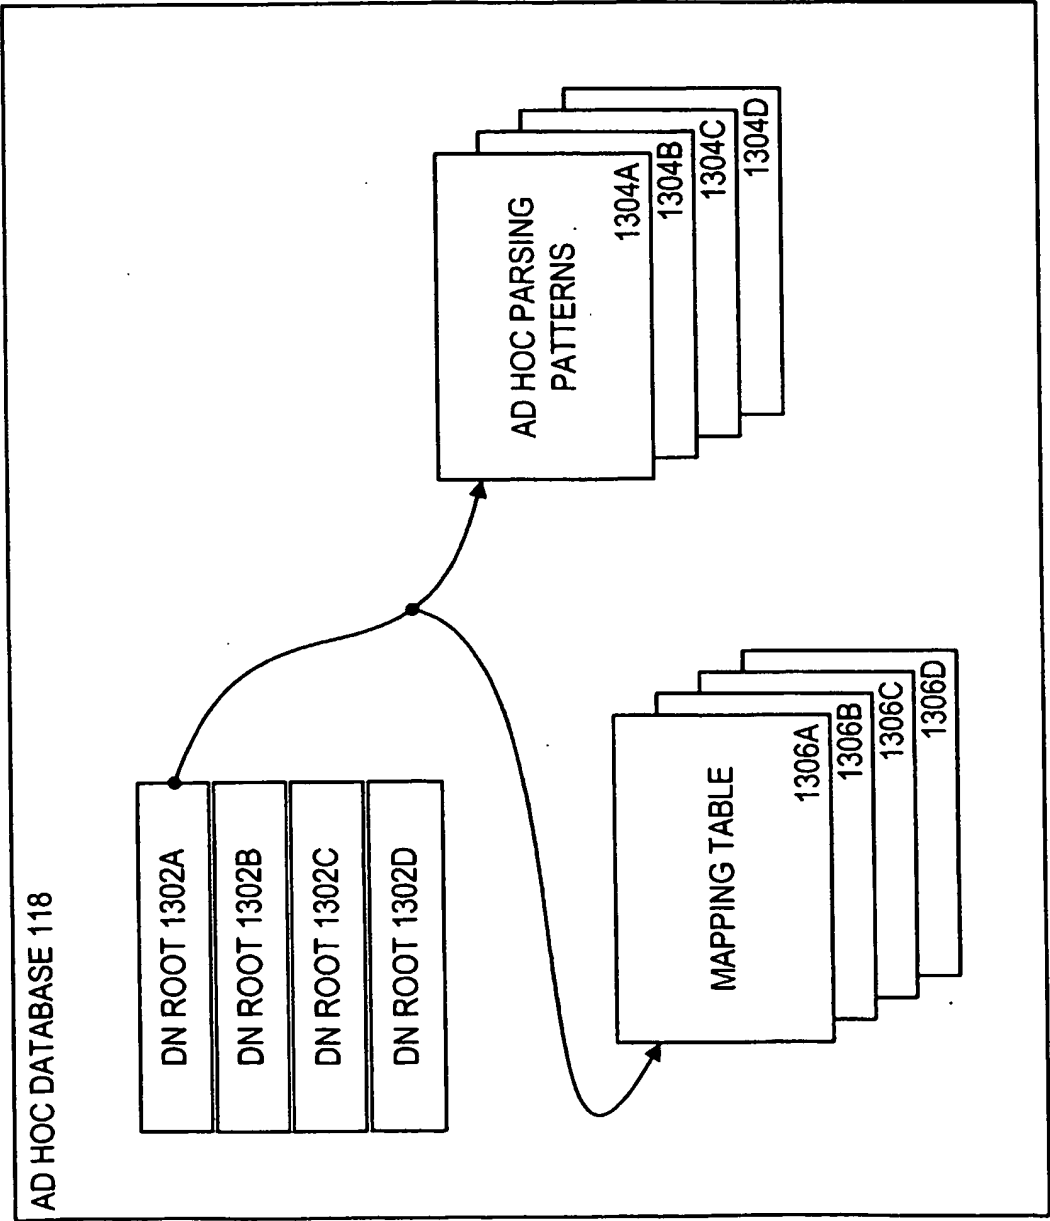 AD HOC DATABASE 118
DN ROOT 1302A
DN ROOT 1302B
DN ROOT 1302C
DN ROOT 1302D
AD HOC PARSING
PATTERNS
1304A
1304B
1304C
1304D
MAPPING TABLE
1306A
1306B
1306C
1306D